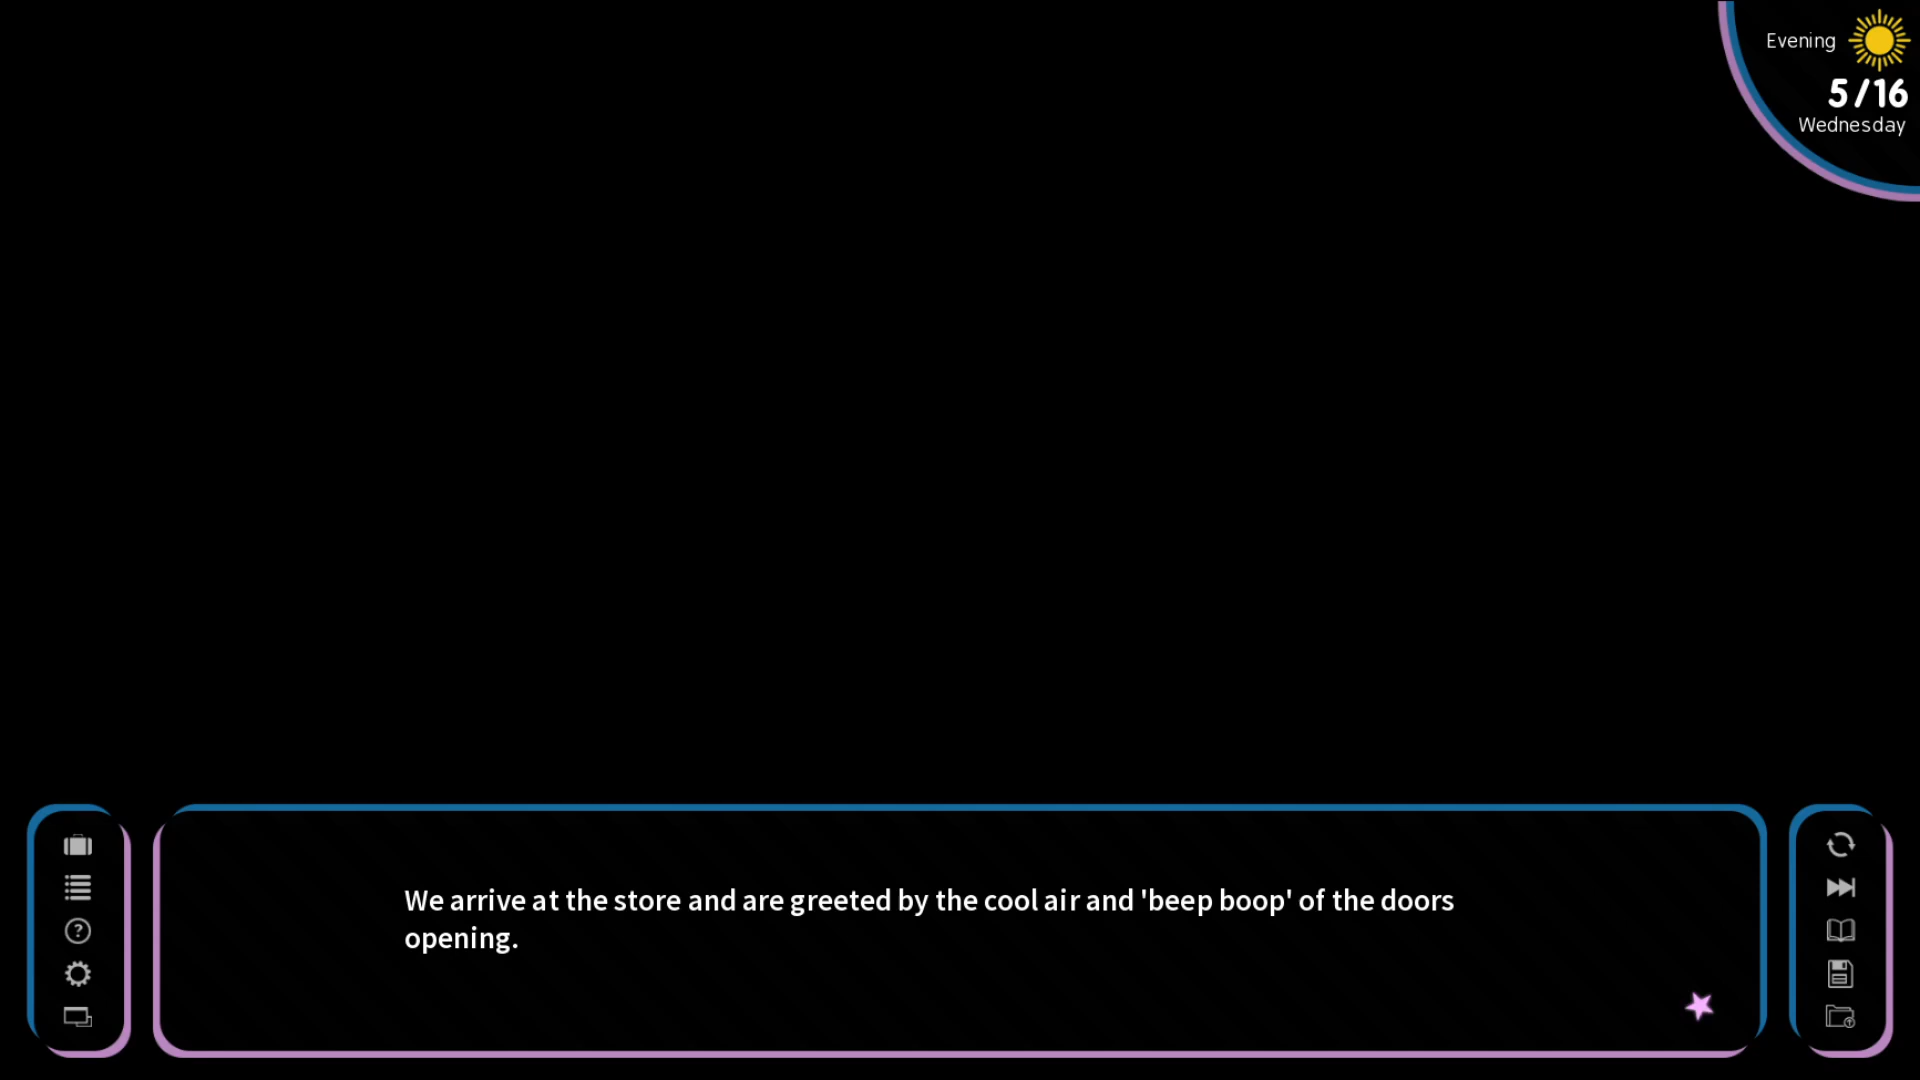 Evening
5/16
Wednesday
We arrive at the store and are greeted by the cool air and 'beep boop' of the doors
opening.